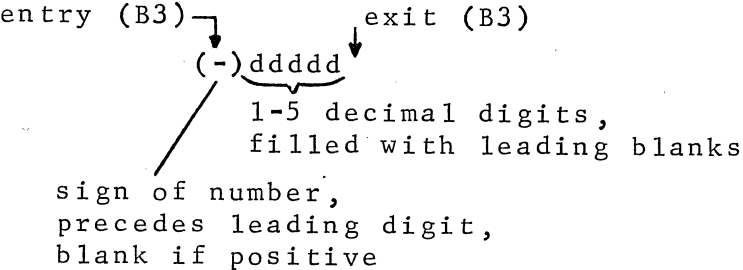 entry (B3) exit (B3)
(-)ddddd
1-5 decimal digits,
filled with leading blanks
sign of number,
precedes leading digit,
blank if positive